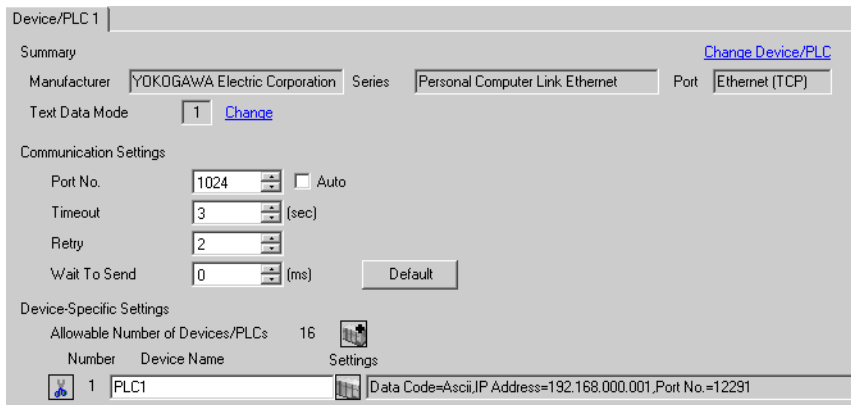 Device/PLC 1
Summary Change Device/PLC
Manufacturer YOKOGAWA Electric Corporation Series Personal Computer Link Ethernet Port Ethernet (TCP)
Text Data Mode 1 Change
Communication Settings
Port No. 1024 Auto
Timeout 3 (sec)
Retry 2
Wait To Send 0 (ms) Default
Device-Specific Settings
Allowable Number of Devices/PLCs 16
Number Device Name Settings
1 PLC1 Data Code=Ascii,IP Address=192.168.000.001,Port No.=12291